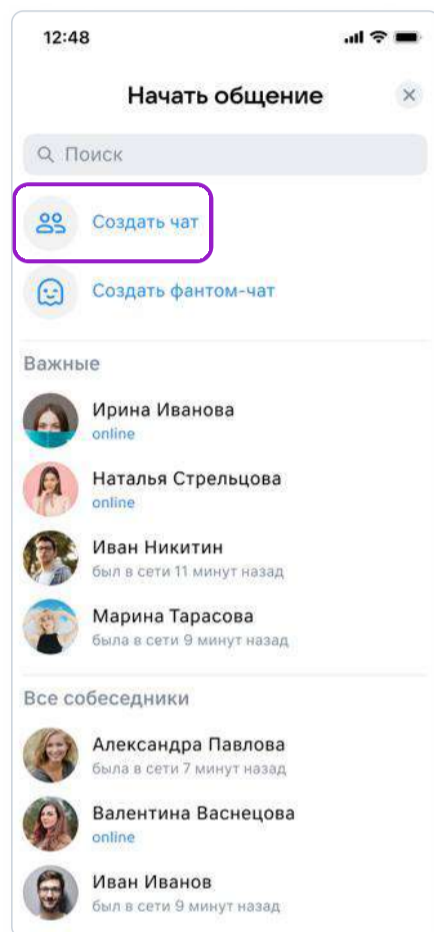 12:48
Начать общение
Поиск
Создать чат
Создать фантом-чат
Важные
Ирина Иванова
online
Наталья Стрельцова
online
Иван Никитин
был в сети 11 минут назад
Марина Тарасова
была в сети 9 минут назад
Все собеседники
Александра Павлова
была в сети 7 минут назад
Валентина Васнецова
online
Иван Иванов
был в сети 9 минут назад